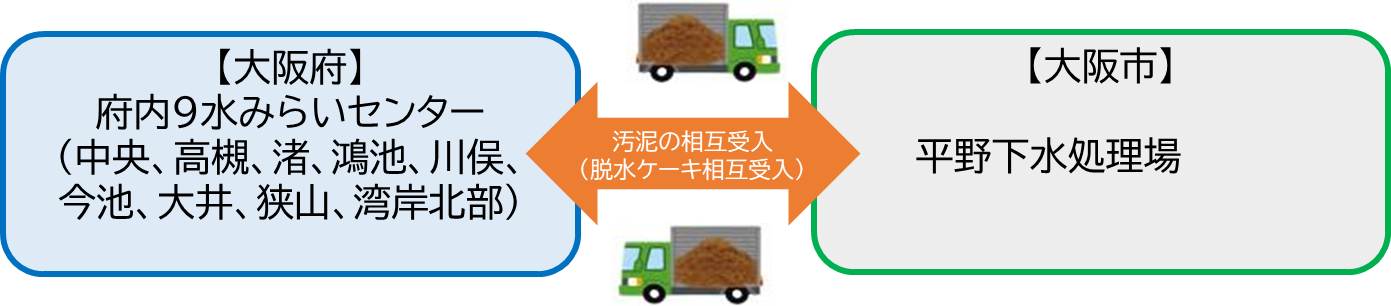 【大阪府】
府内9水みらいセンター
（中央、高槻、渚、鴻池、川俣、
今池、大井、狭山、湾岸北部）
汚泥の相互受入
（脱水ケーキ相互受入）
【大阪市】
平野下水処理場